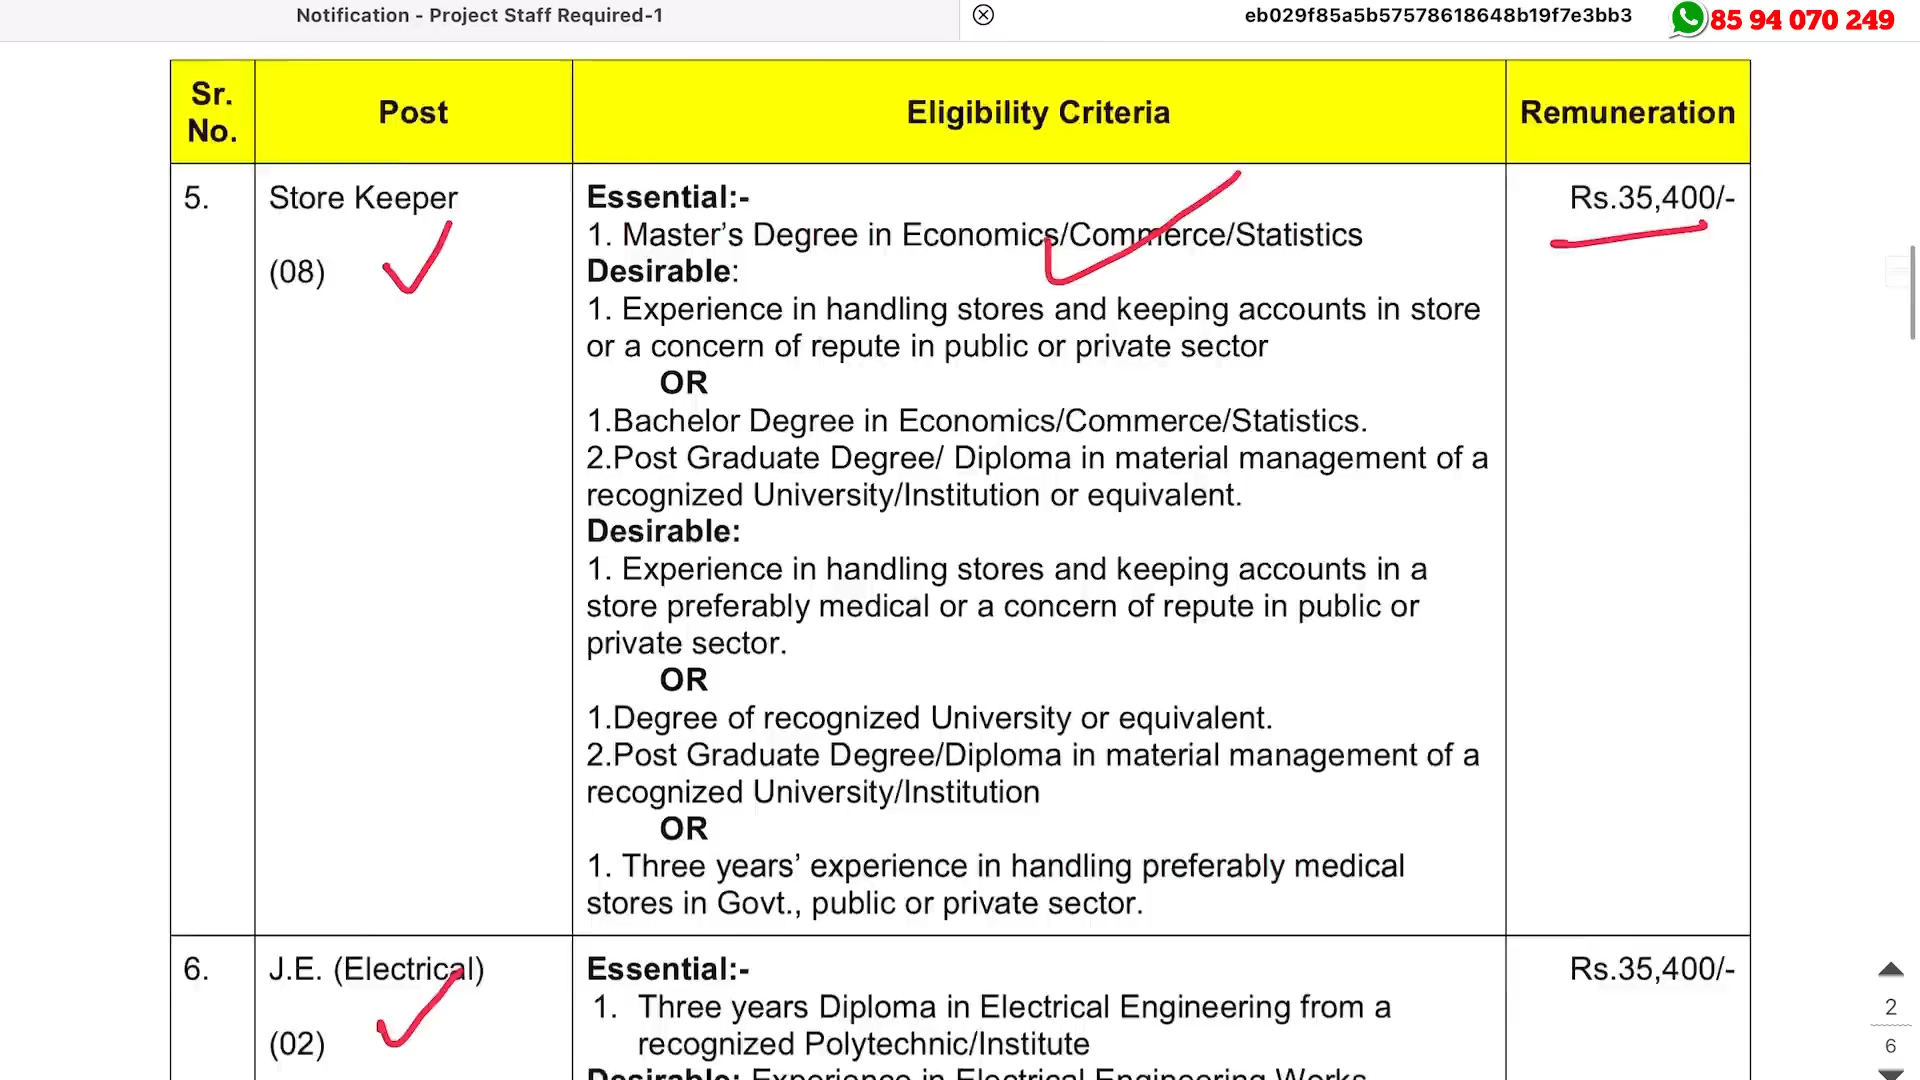 Notification - Project Staff Required-1
eb029f85a5b57578618648b19f7e3bb3
85 94 070 249
Sr. No.
Post
Eligibility Criteria
Remuneration
5.
Store Keeper
(08)
Essential:-
1. Master's Degree in Economics/Commerce/Statistics
Desirable:
1. Experience in handling stores and keeping accounts in store
or a concern of repute in public or private sector
OR
1.Bachelor Degree in Economics/Commerce/Statistics.
2.Post Graduate Degree/ Diploma in material management of a
recognized University/Institution or equivalent.
Desirable:
1. Experience in handling stores and keeping accounts in a
store preferably medical or a concern of repute in public or
private sector.
OR
1.Degree of recognized University or equivalent.
2.Post Graduate Degree/Diploma in material management of a
recognized University/Institution
OR
1. Three years’ experience in handling preferably medical
stores in Govt., public or private sector.
Rs.35,400/-
6.
J.E. (Electrical)
(02)
Essential:-
1. Three years Diploma in Electrical Engineering from a
recognized Polytechnic/Institute
Desirable: Experience in Electrical Engineering Works
Rs.35,400/-
2
6